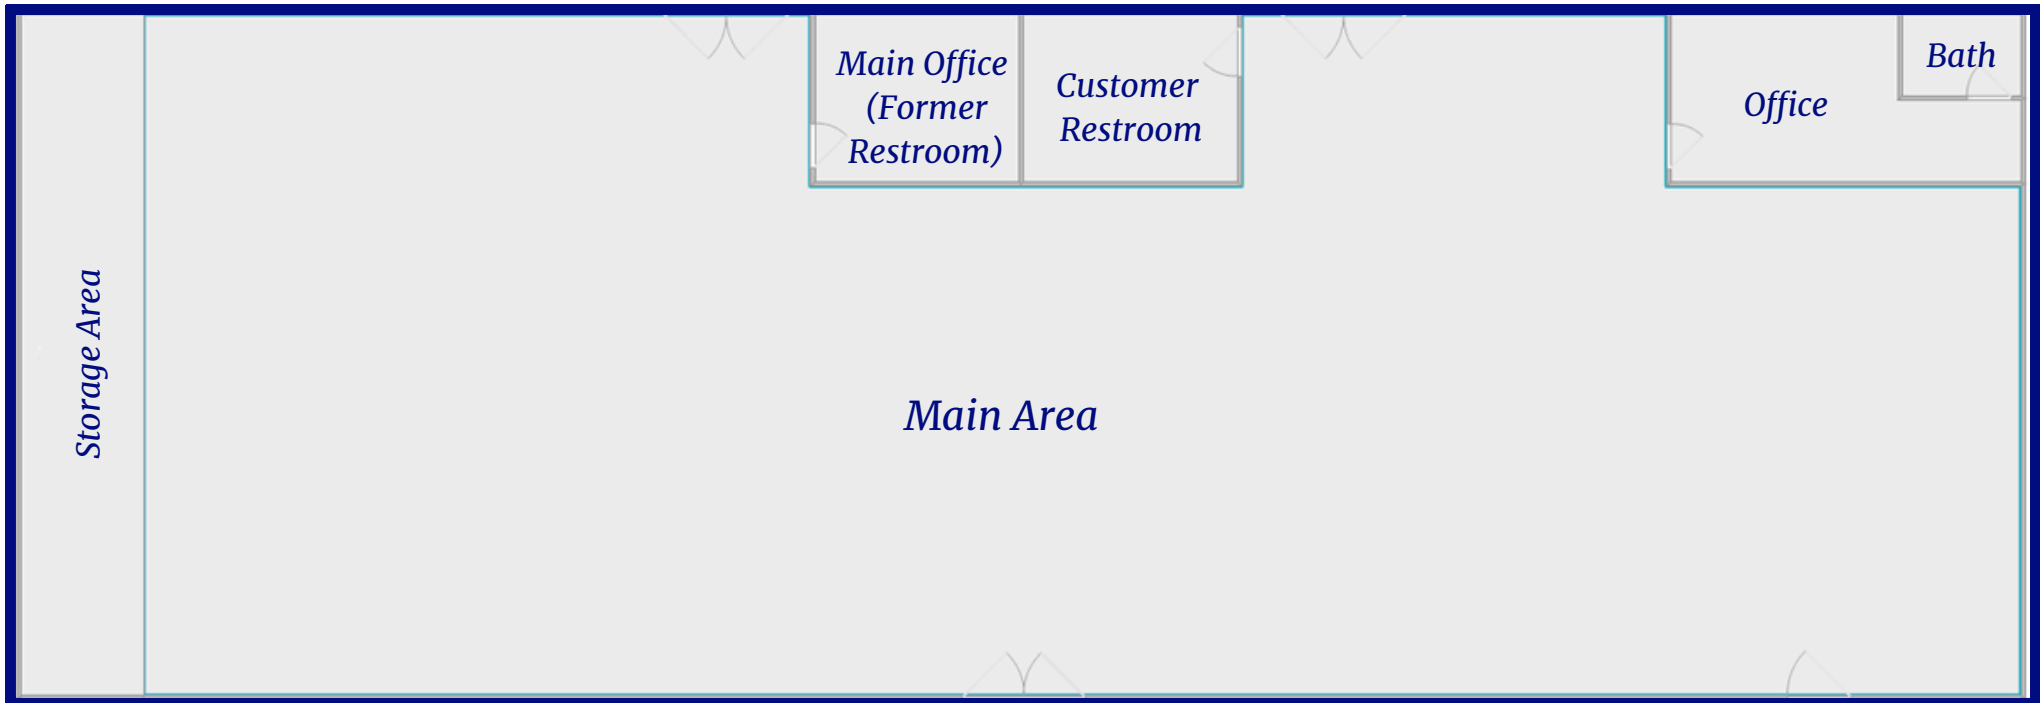 Storage Area
Main Office
(Former
Restroom)
Customer
Restroom
Office
Bath
Main Area